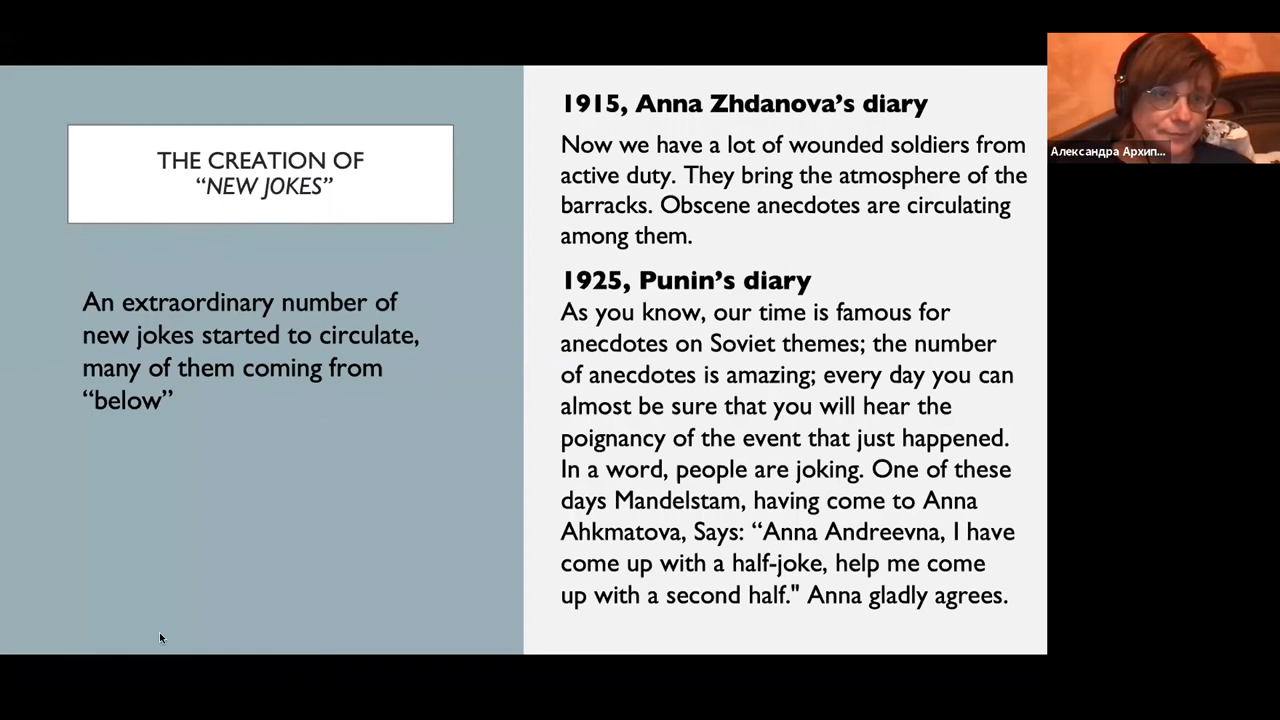 THE CREATION OF
“NEW JOKES”
An extraordinary number of
new jokes started to circulate,
many of them coming from
“below”
1915, Anna Zhdanova’s diary
Now we have a lot of wounded soldiers from
active duty. They bring the atmosphere of the
barracks. Obscene anecdotes are circulating
among them.
1925, Punin’s diary
As you know, our time is famous for
anecdotes on Soviet themes; the number
of anecdotes is amazing; every day you can
almost be sure that you will hear the
poignancy of the event that just happened.
In a word, people are joking. One of these
days Mandelstam, having come to Anna
Ahkmatova, Says: “Anna Andreevna, I have
come up with a half-joke, help me come
up with a second half." Anna gladly agrees.
Александра Архип...